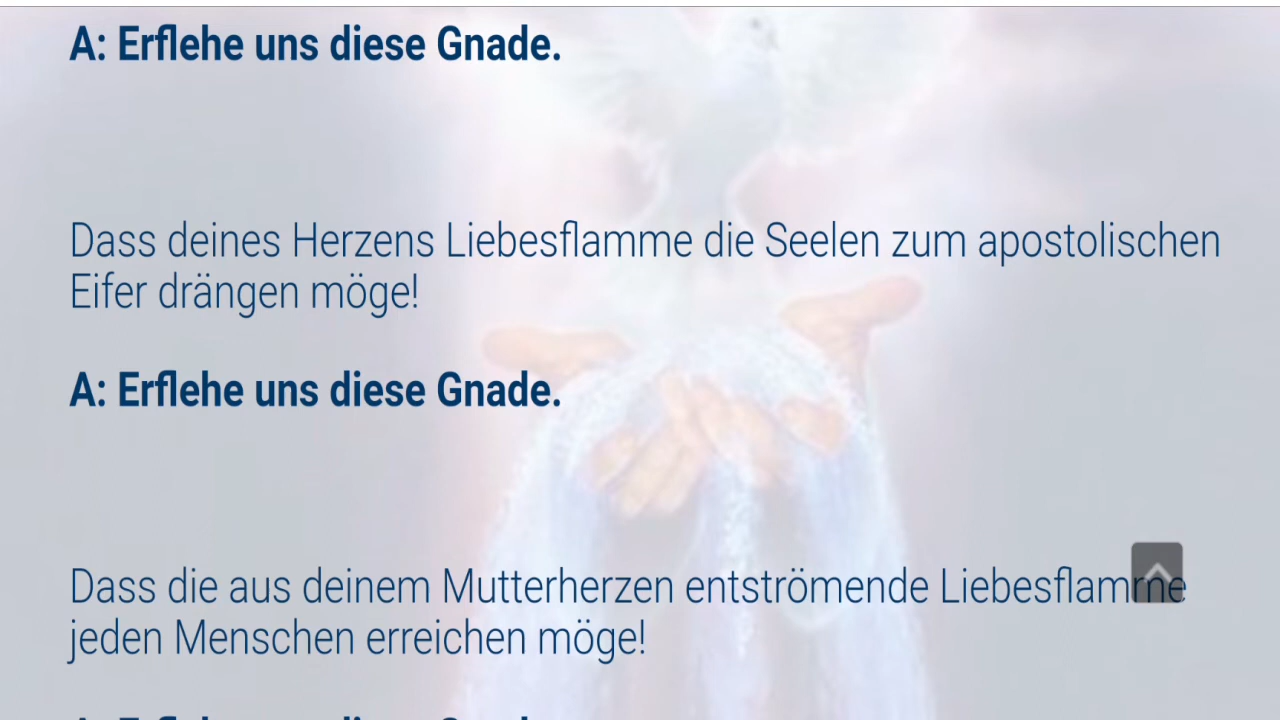 A: Erflehe uns diese Gnade.
Dass deines Herzens Liebesflamme die Seelen zum apostolischen
Eifer drängen möge!
A: Erflehe uns diese Gnade.
Dass die aus deinem Mutterherzen entströmende Liebesflamme
jeden Menschen erreichen möge!